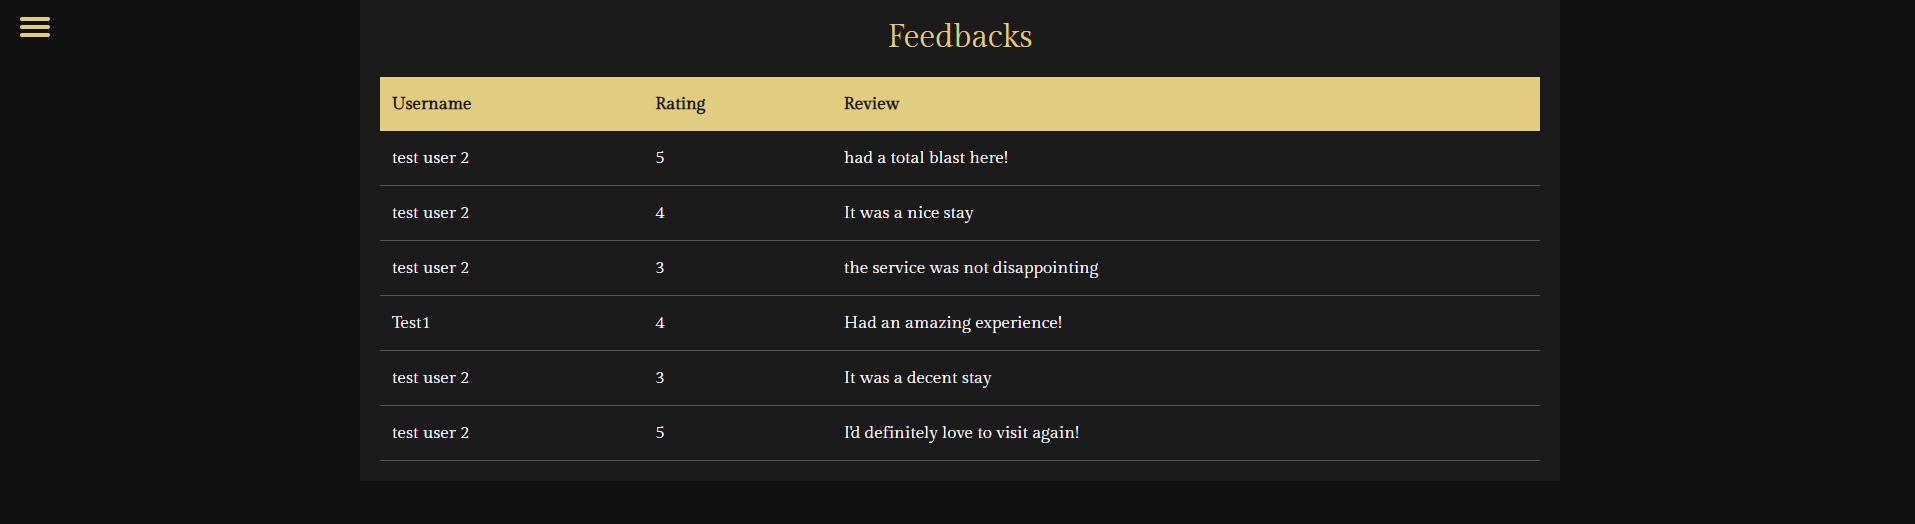 Feedbacks
Username Rating Review
test user 2 5 had a total blast here!
test user 2 4 It was a nice stay
test user 2 3 the service was not disappointing
Test1 4 Had an amazing experience!
test user 2 3 It was a decent stay
test user 2 5 I'd definitely love to visit again!